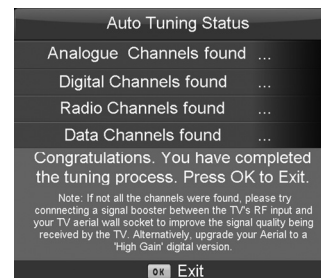 Auto Tuning Status
Analogue Channels found ...
Digital Channels found ...
Radio Channels found ...
Data Channels found ...
Congratulations. You have completed
the tuning process. Press OK to Exit.
Note: If not all the channels were found, please try
connnecting a signal booster between the TV's RF input and
your TV aerial wall socket to improve the signal quality being
received by the TV. Alternatively, upgrade your Aerial to a
'High Gain' digital version.
OK Exit